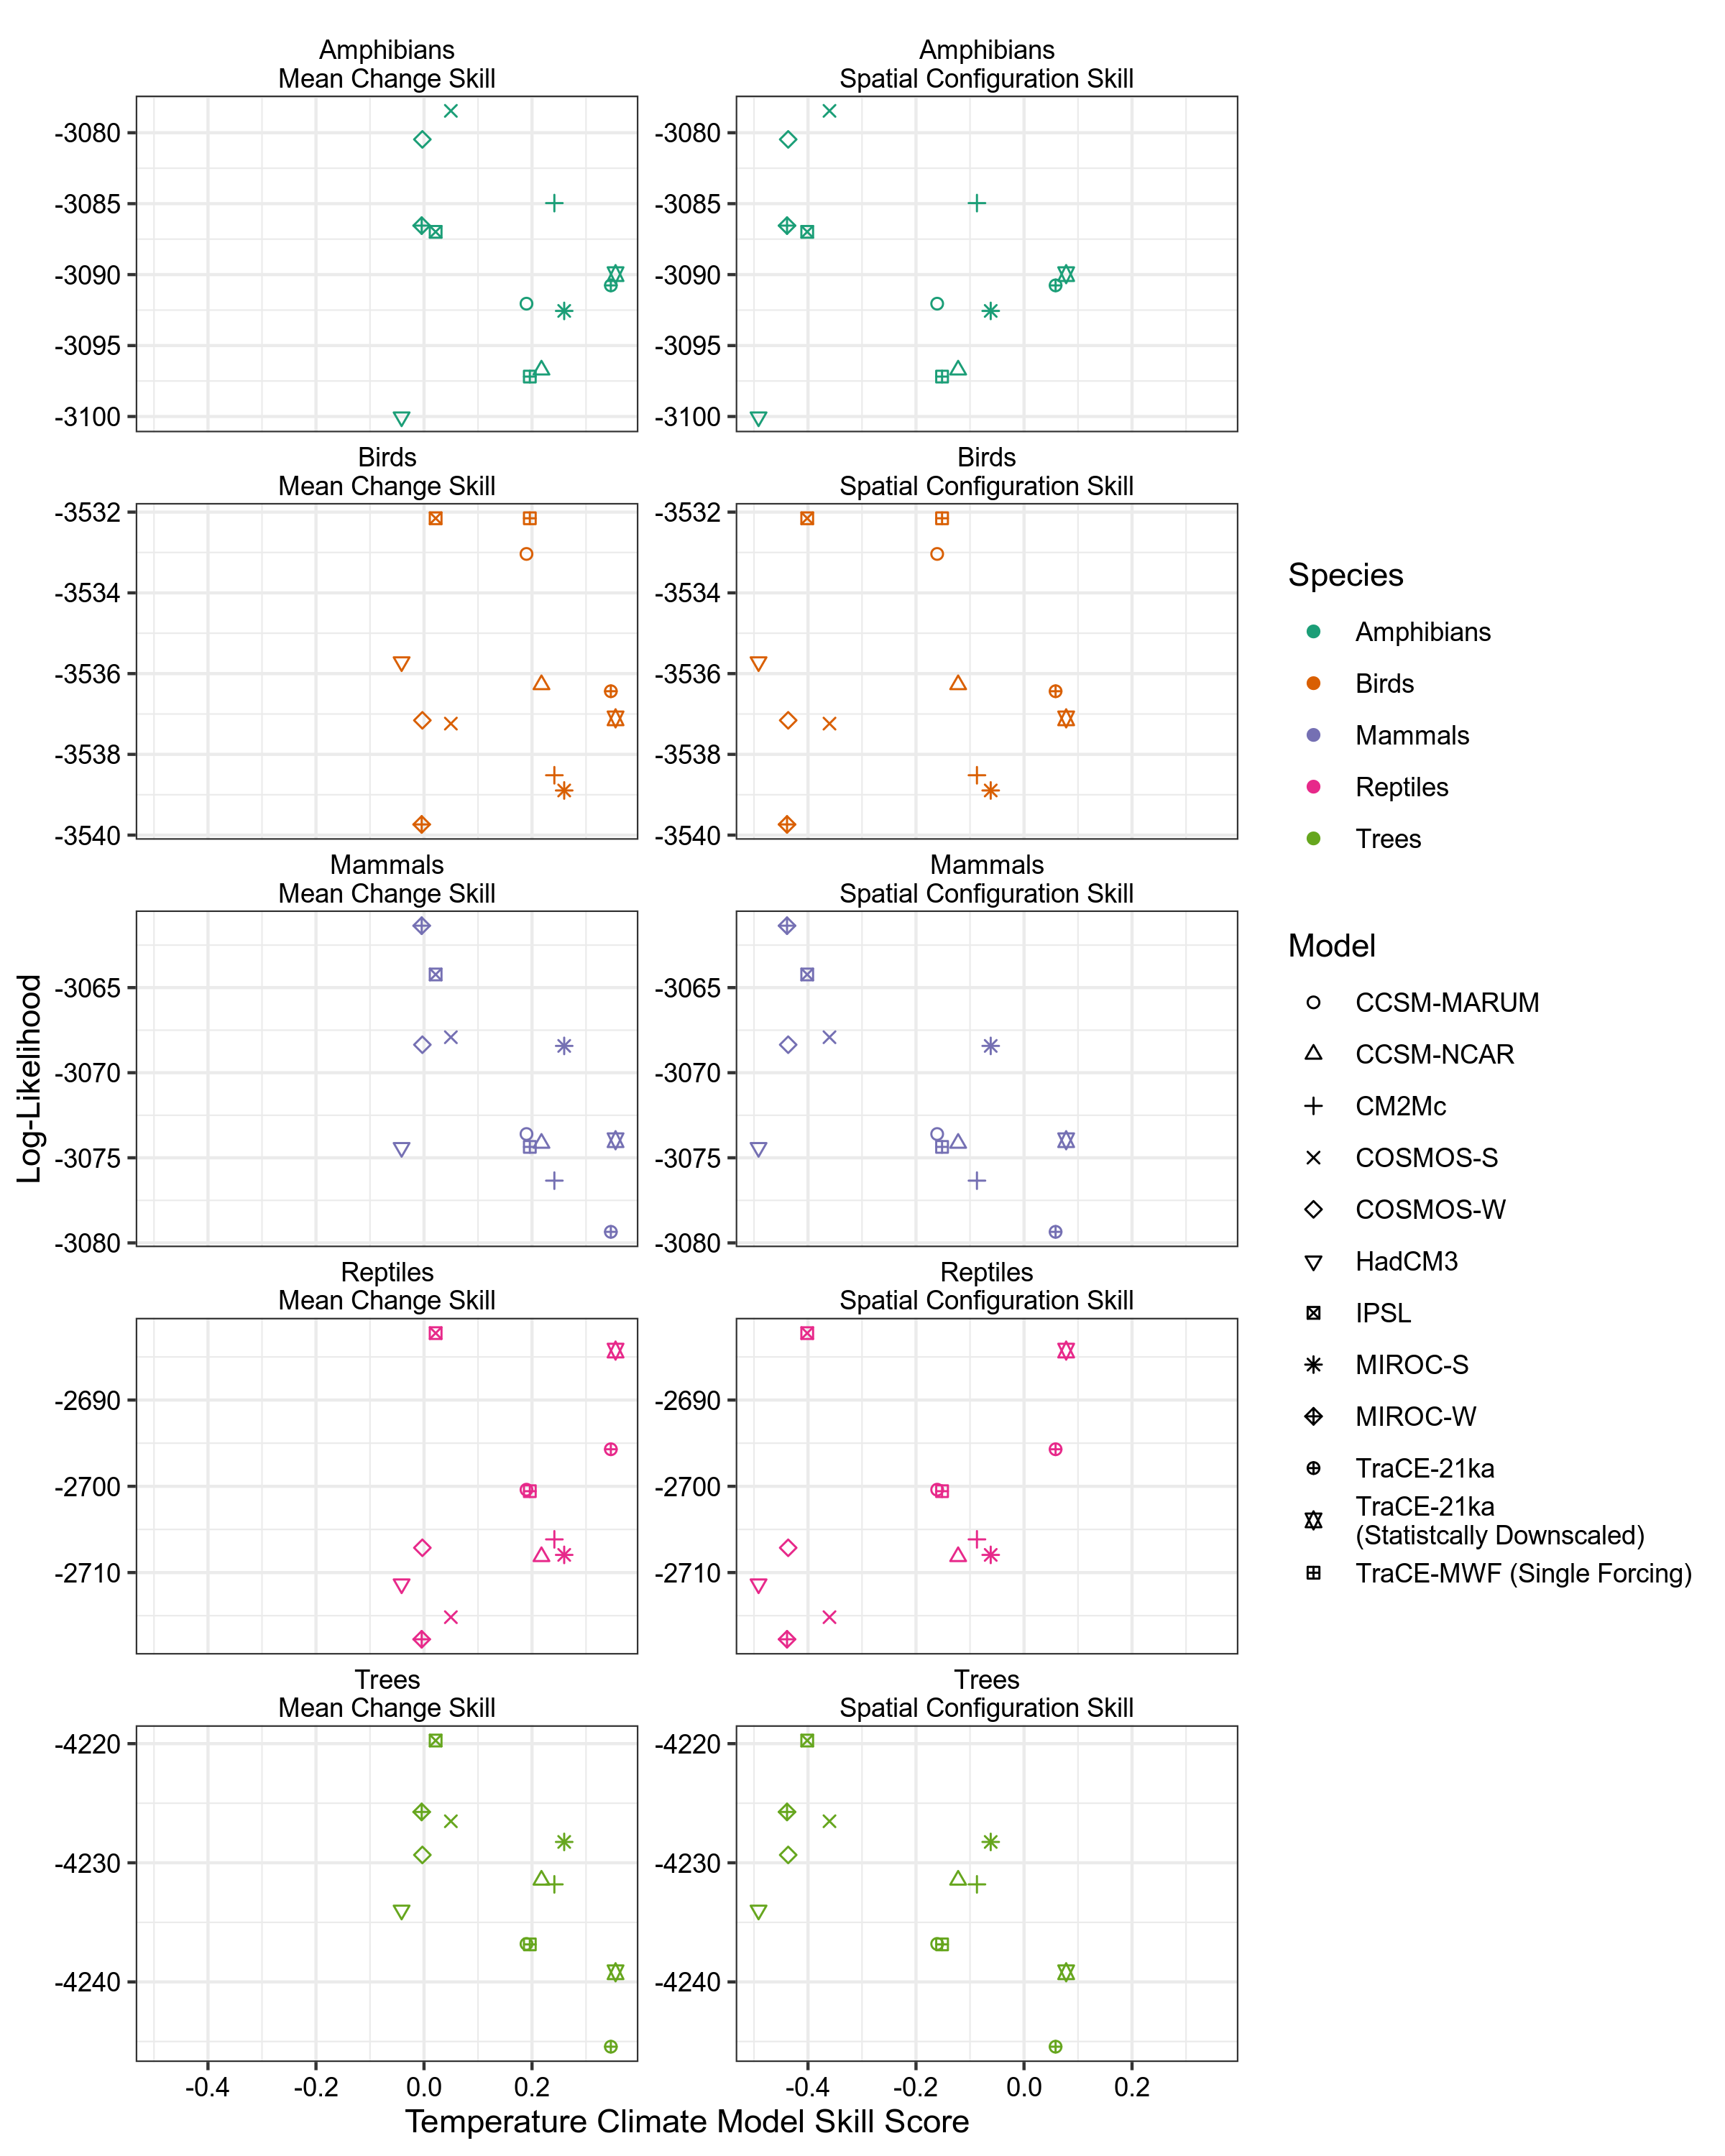 Amphibians
Mean Change Skill
Amphibians
Spatial Configuration Skill
-3080
-3085
-3090
-3095
-3100
-3080
-3085
-3090
-3095
-3100
Birds
Mean Change Skill
Birds
Spatial Configuration Skill
-3532
-3534
-3536
-3538
-3540
-3532
-3534
-3536
-3538
-3540
Mammals
Mean Change Skill
Mammals
Spatial Configuration Skill
-3065
-3070
-3075
-3080
-3065
-3070
-3075
-3080
Reptiles
Mean Change Skill
Reptiles
Spatial Configuration Skill
-2690
-2700
-2710
-2690
-2700
-2710
Trees
Mean Change Skill
Trees
Spatial Configuration Skill
-4220
-4230
-4240
-4220
-4230
-4240
-0.4 -0.2 0.0 0.2
-0.4 -0.2 0.0 0.2
Temperature Climate Model Skill Score
Log-Likelihood
Species
Amphibians
Birds
Mammals
Reptiles
Trees
Model
CCSM-MARUM
CCSM-NCAR
CM2Mc
COSMOS-S
COSMOS-W
HadCM3
IPSL
MIROC-S
MIROC-W
TraCE-21ka
TraCE-21ka
(Statistcally Downscaled)
TraCE-MWF (Single Forcing)